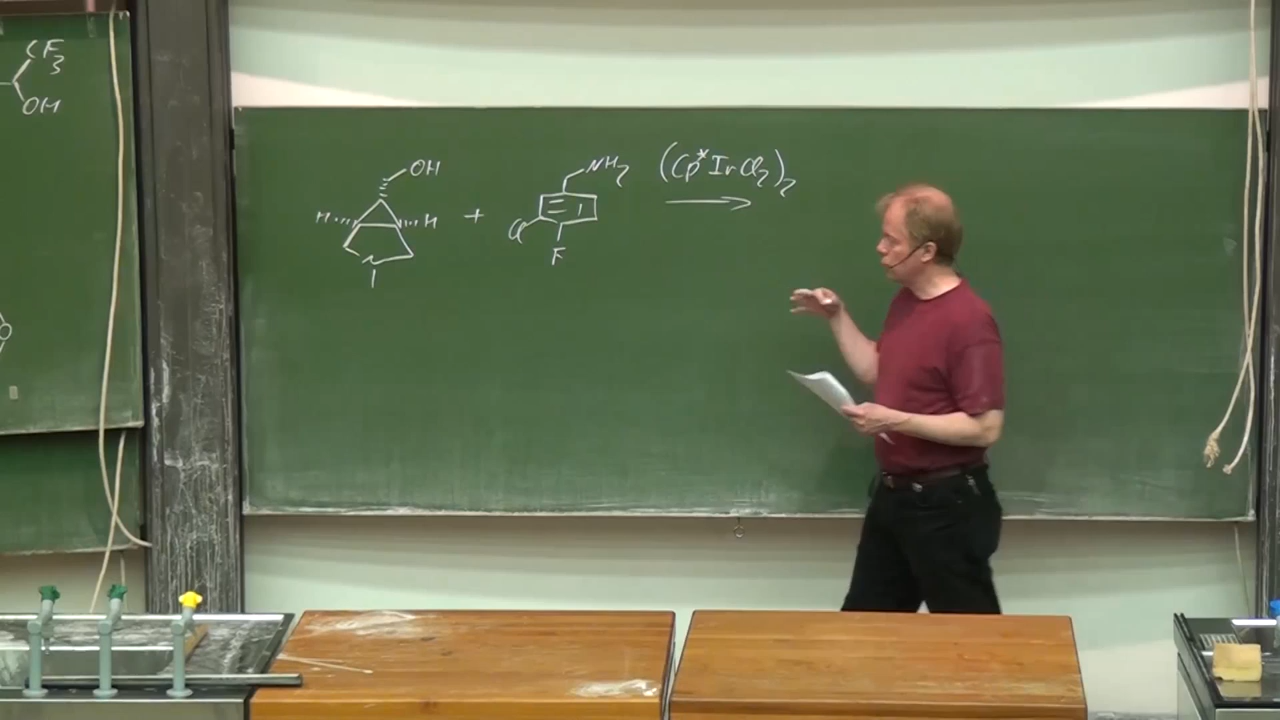 CF3
OH
OH
H
H
+
NH2
Cl
F
(Cp*IrCl2)2